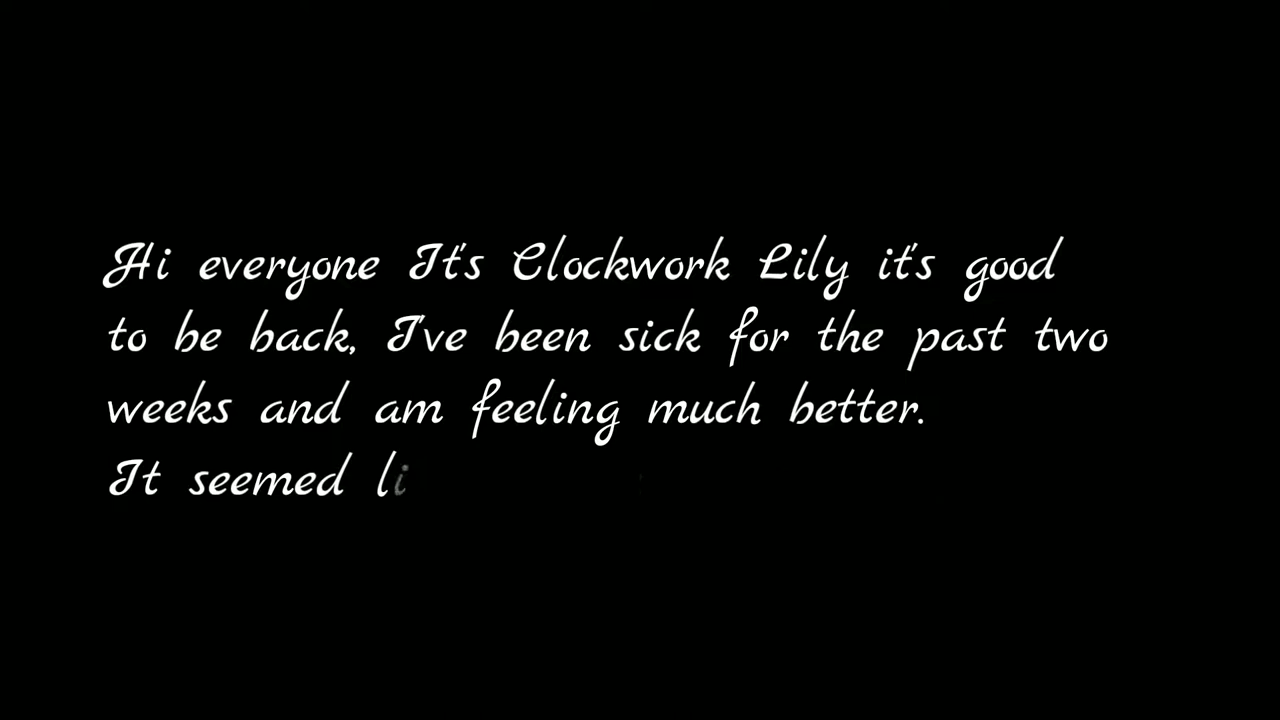 Hi everyone It's Clockwork Lily it's good
to be back, I've been sick for the past two
weeks and am feeling much better.
It seemed li